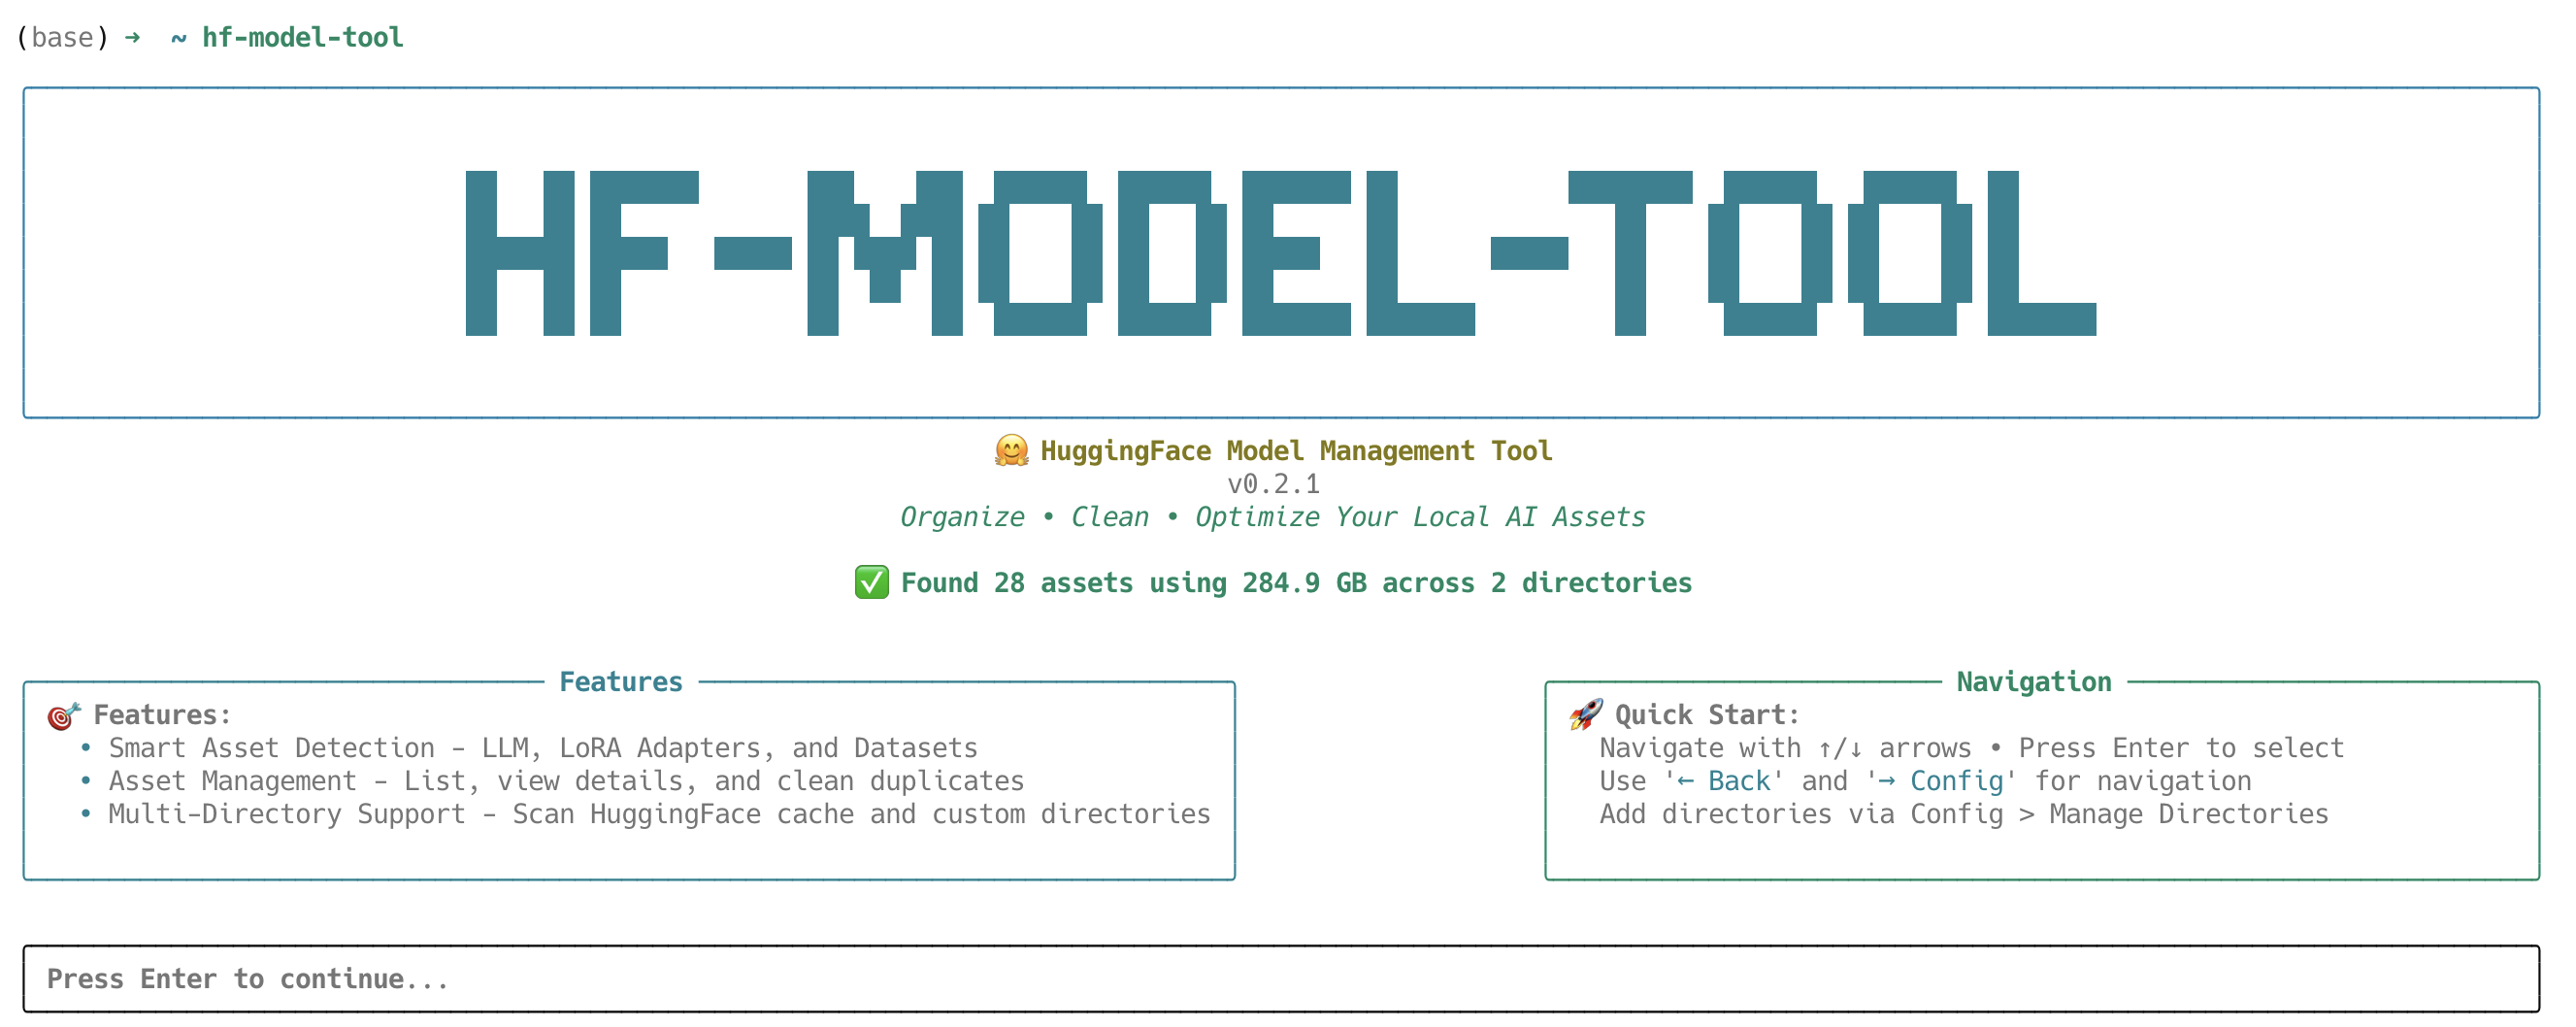 (base) → ~ hf-model-tool
HF-MODEL-TOOL
🤗 HuggingFace Model Management Tool
v0.2.1
Organize • Clean • Optimize Your Local AI Assets
✅ Found 28 assets using 284.9 GB across 2 directories
Features
🎯 Features:
• Smart Asset Detection - LLM, LoRA Adapters, and Datasets
• Asset Management - List, view details, and clean duplicates
• Multi-Directory Support - Scan HuggingFace cache and custom directories
Navigation
🚀 Quick Start:
Navigate with ↑/↓ arrows • Press Enter to select
Use '← Back' and '→ Config' for navigation
Add directories via Config > Manage Directories
Press Enter to continue...